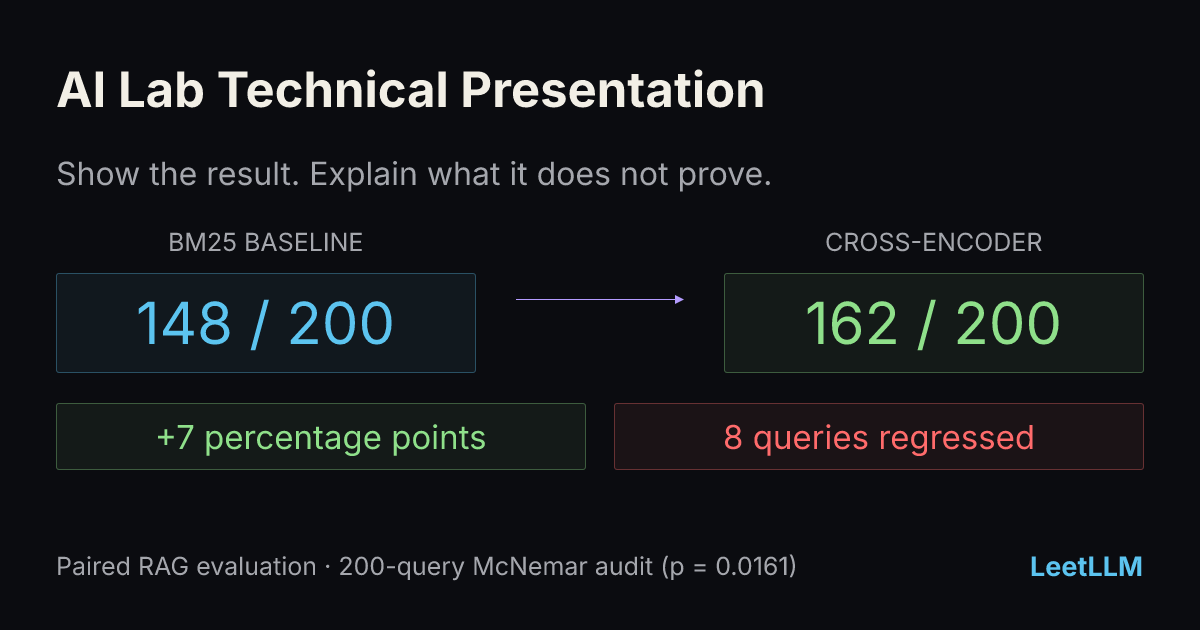 AI Lab Technical Presentation
Show the result. Explain what it does not prove.
BM25 BASELINE
CROSS-ENCODER
148 / 200
162 / 200
+7 percentage points
8 queries regressed
Paired RAG evaluation · 200-query McNemar audit (p = 0.0161)
LeetLLM